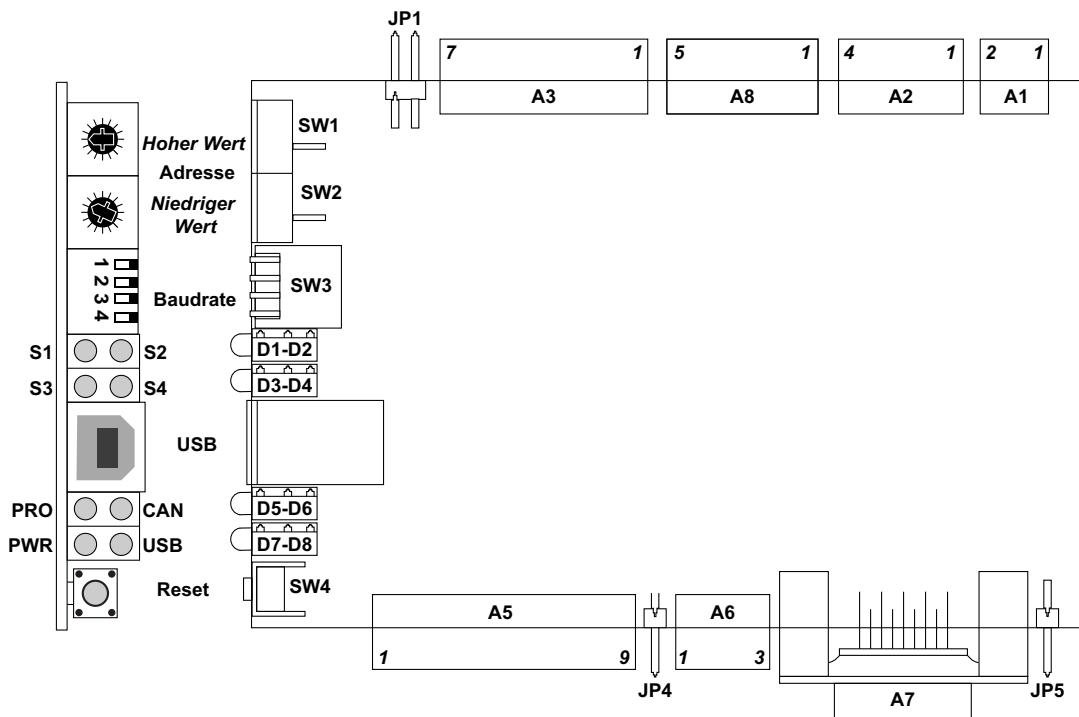 JP1
7 1
A3
5 1
A8
4 1
A2
2 1
A1
Hoher Wert
Adresse
Niedriger
Wert
SW1
SW2
1
2
3
4
Baudrate
SW3
S1
S2
D1-D2
S3
S4
D3-D4
USB
PRO
CAN
D5-D6
PWR
USB
D7-D8
Reset
SW4
A5
1 9
JP4
A6
1 3
A7
JP5